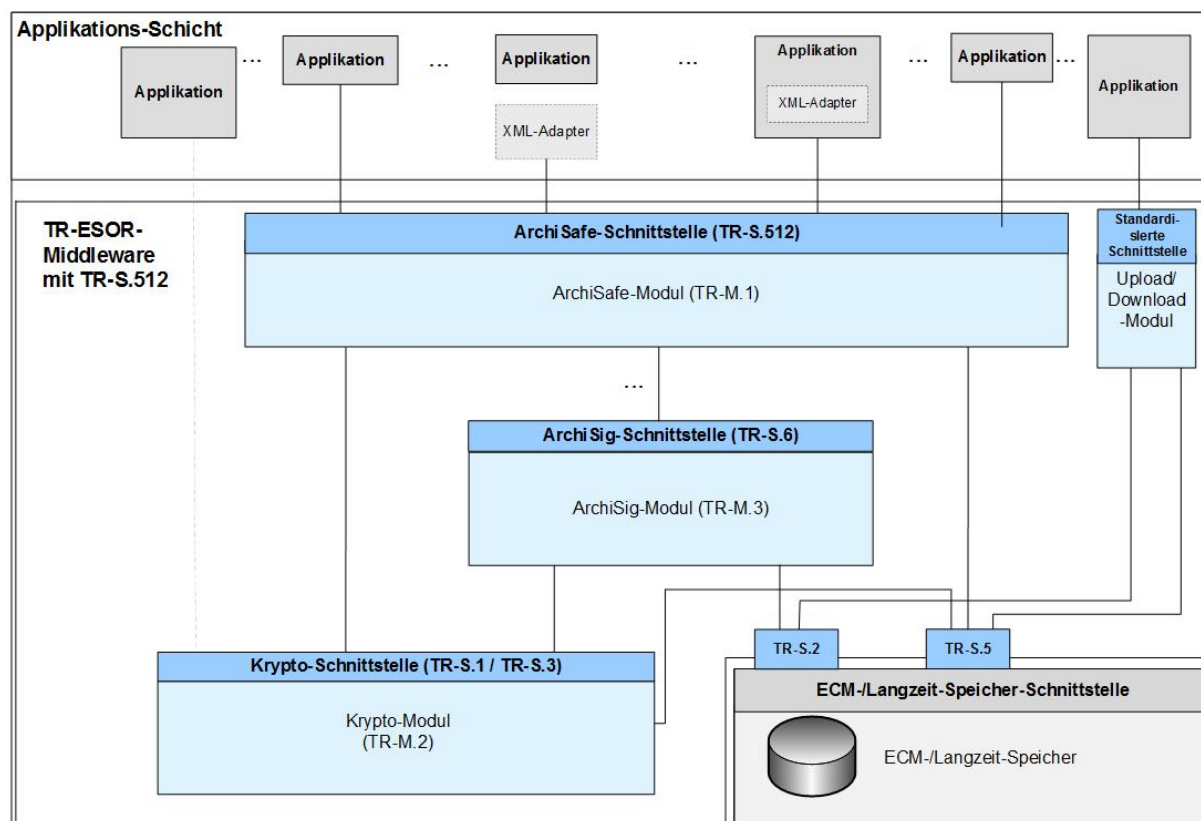 Applikations-Schicht
Applikation
...
Applikation
...
Applikation
XML-Adapter
...
Applikation
XML-Adapter
...
Applikation
...
Applikation
TR-ESOR-
Middleware
mit TR-S.512
ArchiSafe-Schnittstelle (TR-S.512)
ArchiSafe-Modul (TR-M.1)
Standardi-
sierte
Schnittstelle
Upload/
Download
-Modul
...
ArchiSig-Schnittstelle (TR-S.6)
ArchiSig-Modul (TR-M.3)
Krypto-Schnittstelle (TR-S.1 / TR-S.3)
Krypto-Modul
(TR-M.2)
TR-S.2
TR-S.5
ECM-/Langzeit-Speicher-Schnittstelle
ECM-/Langzeit-Speicher